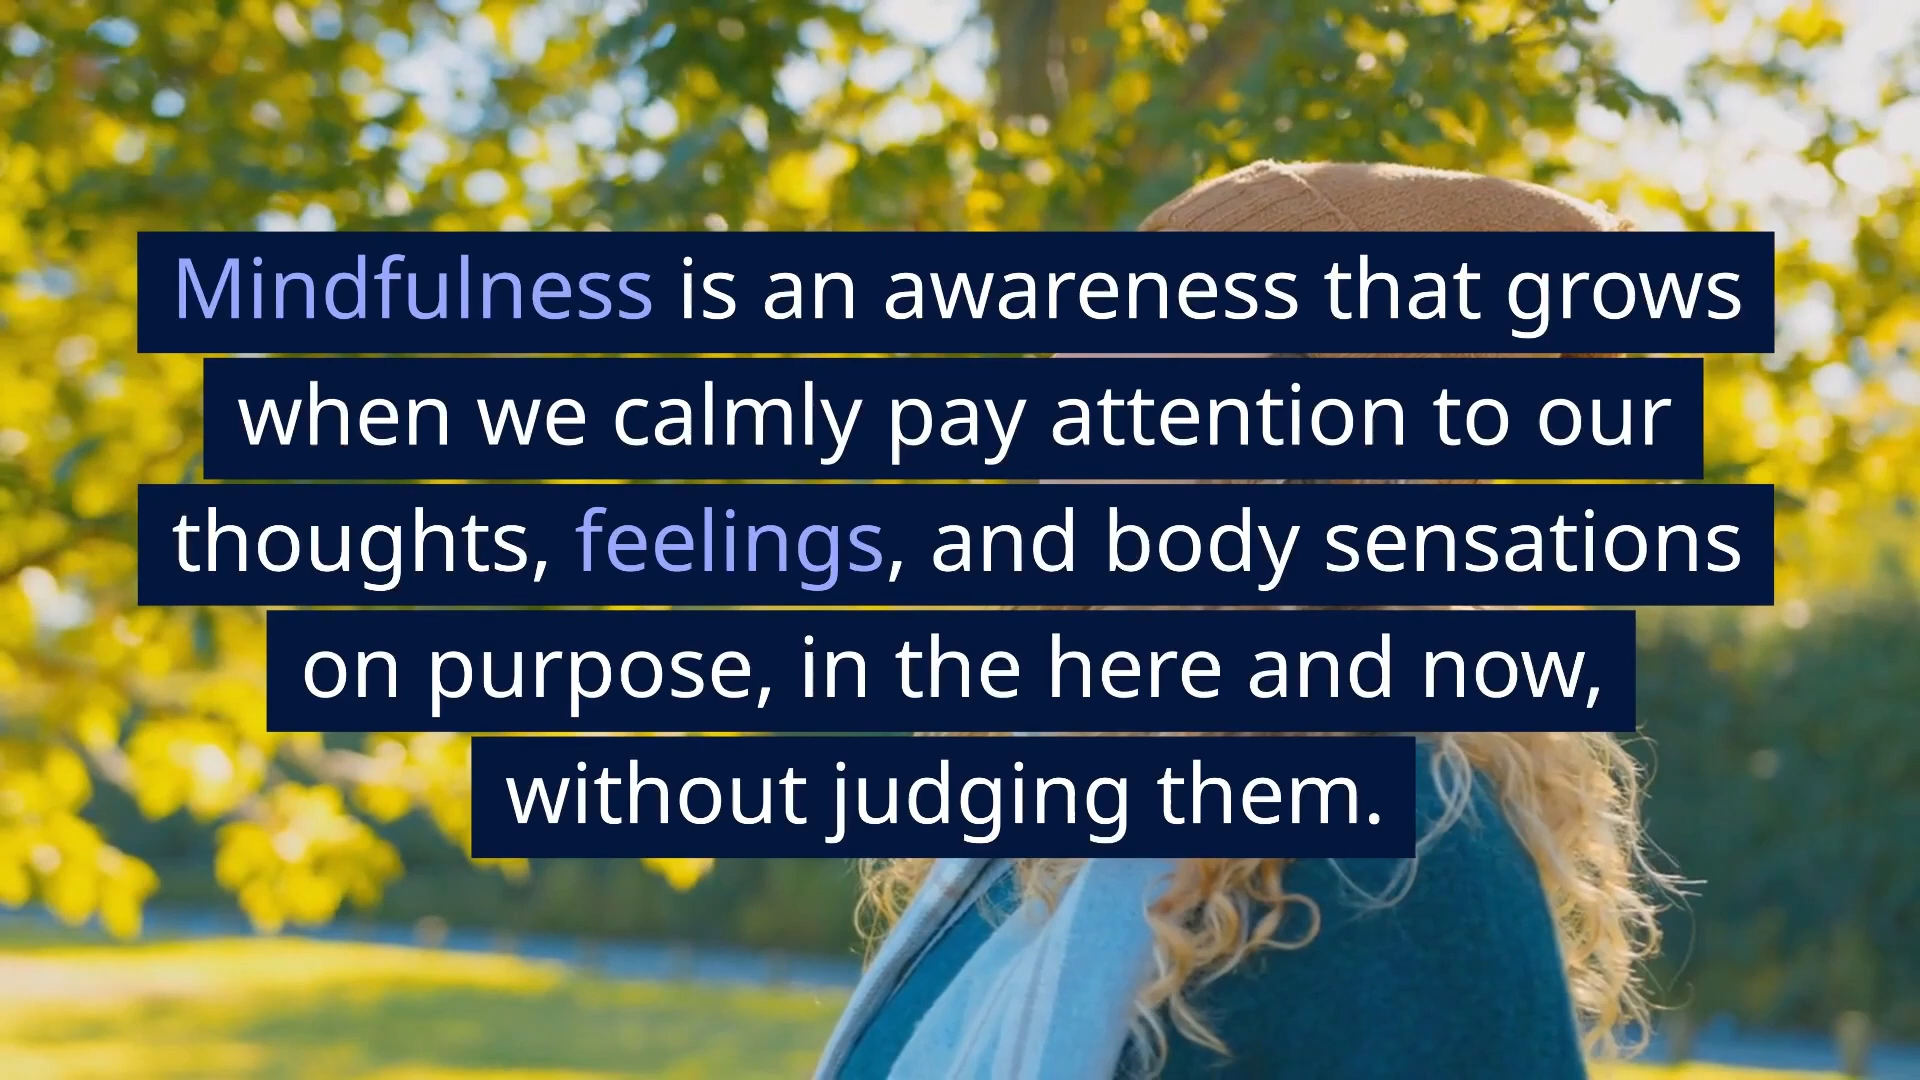 Mindfulness is an awareness that grows
when we calmly pay attention to our
thoughts, feelings, and body sensations
on purpose, in the here and now,
without judging them.